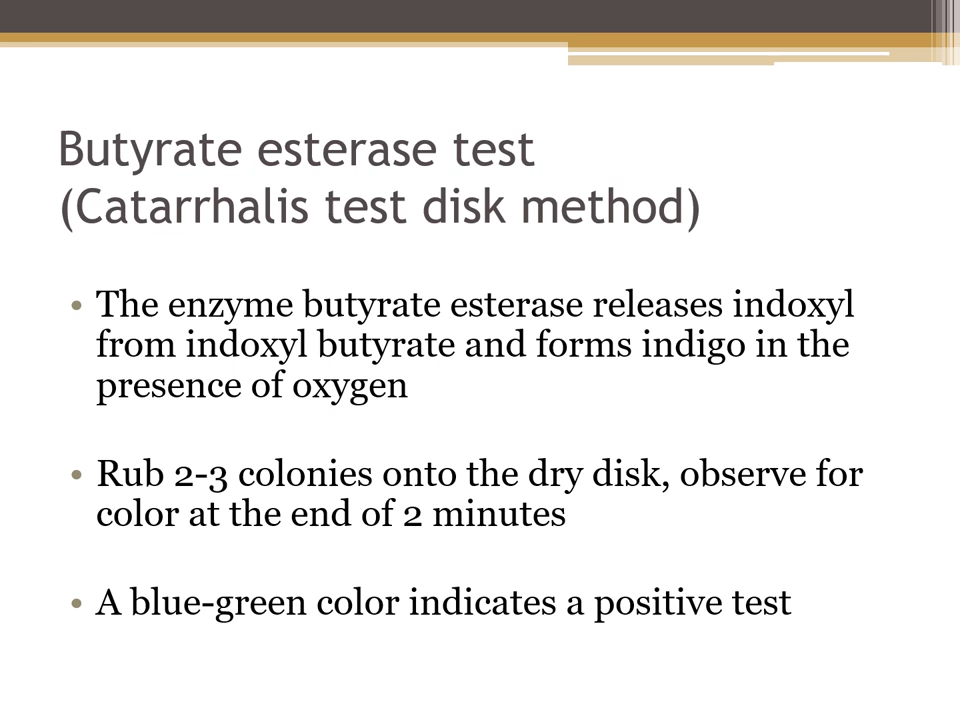 Butyrate esterase test
(Catarrhalis test disk method)
• The enzyme butyrate esterase releases indoxyl
from indoxyl butyrate and forms indigo in the
presence of oxygen
• Rub 2-3 colonies onto the dry disk, observe for
color at the end of 2 minutes
• A blue-green color indicates a positive test